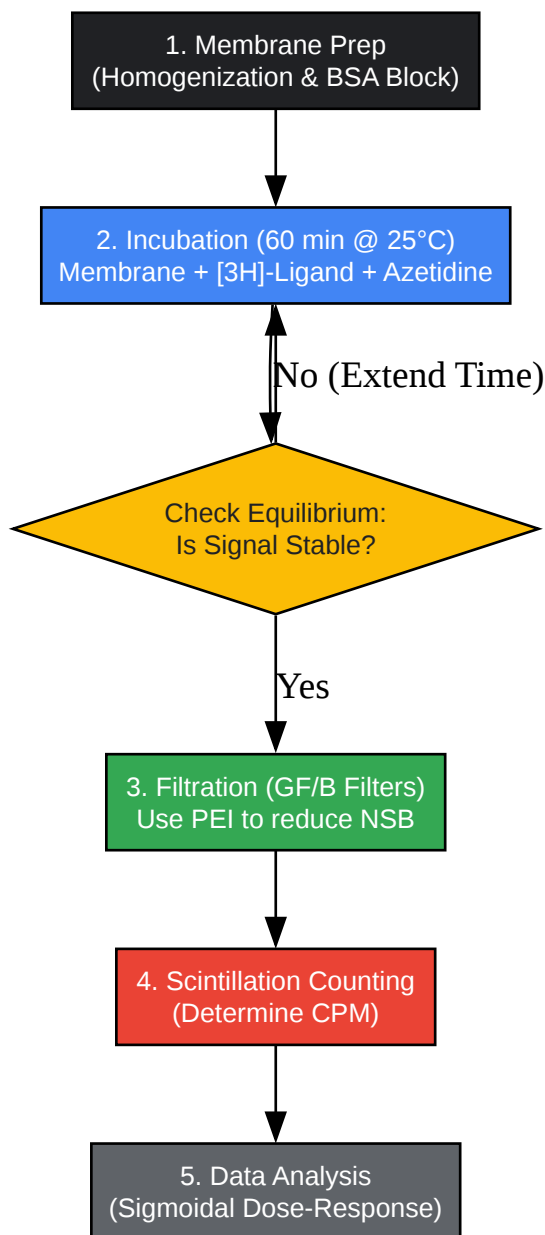 1. Membrane Prep
(Homogenization & BSA Block)
2. Incubation (60 min @ 25°C)
Membrane + [3H]-Ligand + Azetidine
No (Extend Time)
Check Equilibrium:
Is Signal Stable?
Yes
3. Filtration (GF/B Filters)
Use PEI to reduce NSB
4. Scintillation Counting
(Determine CPM)
5. Data Analysis
(Sigmoidal Dose-Response)